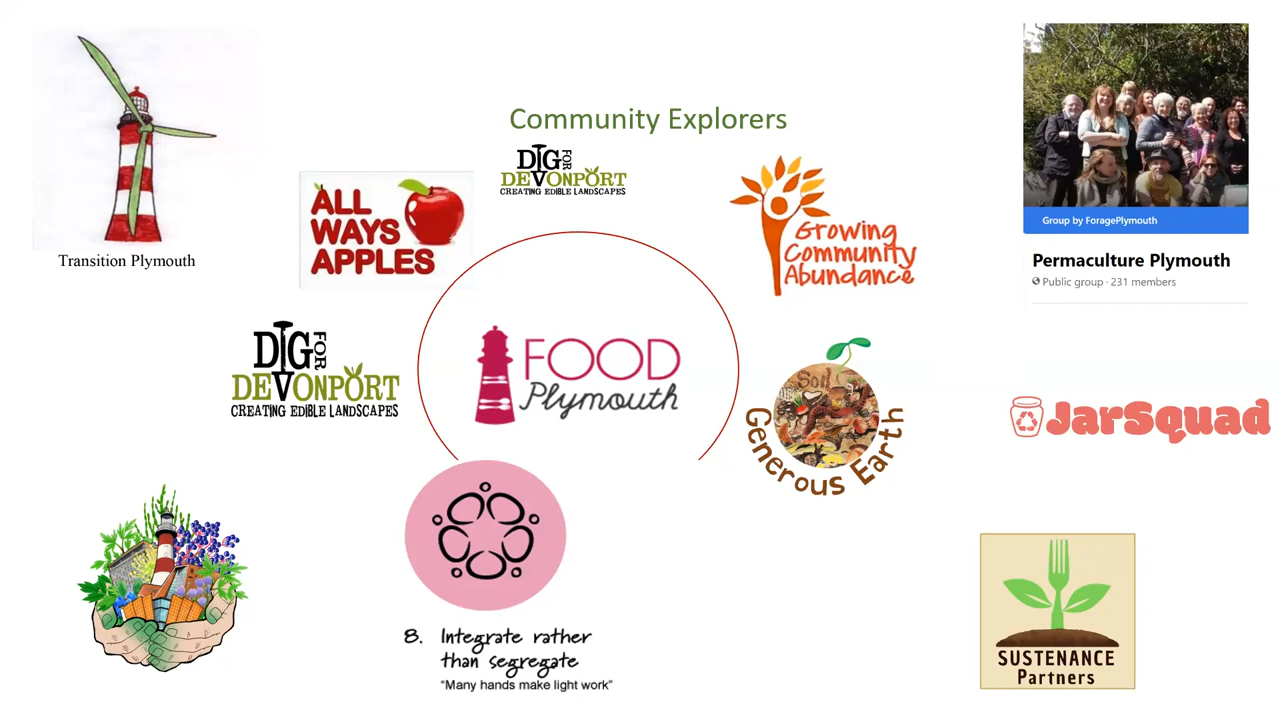 Community Explorers
DIG FOR
DEVONPORT
CREATING EDIBLE LANDSCAPES
Transition Plymouth
ALL
WAYS
APPLES
Growing
Community
Abundance
Group by ForagePlymouth
Permaculture Plymouth
Public group · 231 members
DIG FOR
DEVONPORT
CREATING EDIBLE LANDSCAPES
FOOD
Plymouth
Soil
Generous Earth
JarSquad
8. Integrate rather
than segregate
“Many hands make light work”
SUSTENANCE
Partners